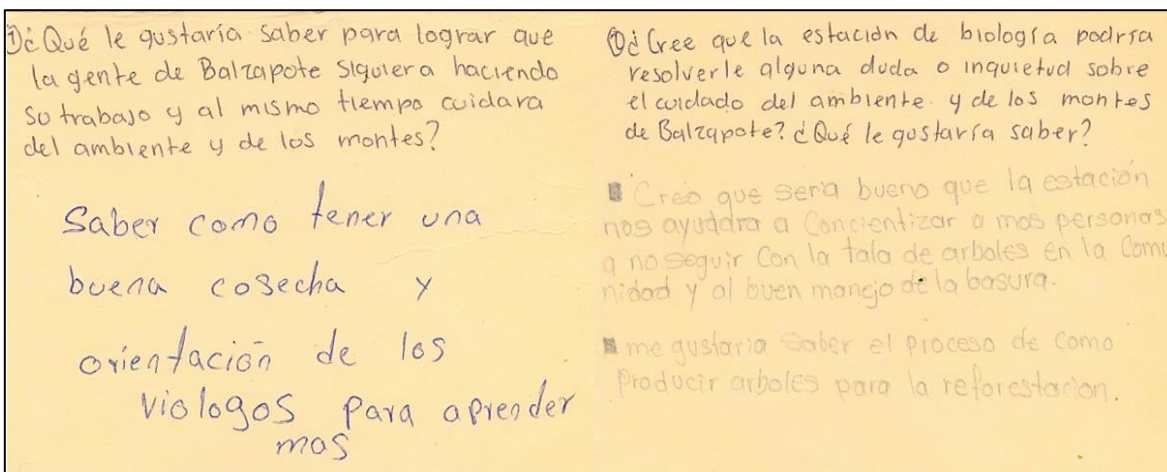 ① ¿Qué le gustaría saber para lograr que
la gente de Balzapote siguiera haciendo
su trabajo y al mismo tiempo cuidara
del ambiente y de los montes?
Saber como tener una
buena cosecha y
orientación de los
viologos para aprender
mas
① ¿Cree que la estación de biología podría
resolverle alguna duda o inquietud sobre
el cuidado del ambiente y de los montes
de Balzapote? ¿Qué le gustaría saber?
Creo que seria bueno que la estación
nos ayudara a Concientizar a mas personas
a no seguir Con la tala de arboles en la Comu
nidad y al buen manejo de la basura.
me gustaria Saber el proceso de como
Producir arboles para la reforestacion.